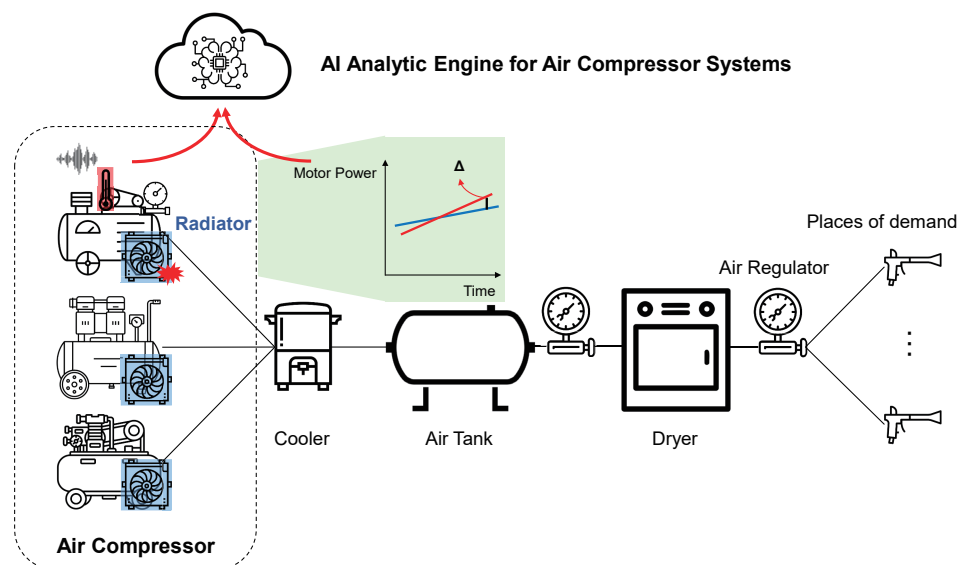 AI Analytic Engine for Air Compressor Systems
Motor Power
Δ
Radiator
Time
Places of demand
Air Regulator
⋮
Cooler
Air Tank
Dryer
Air Compressor